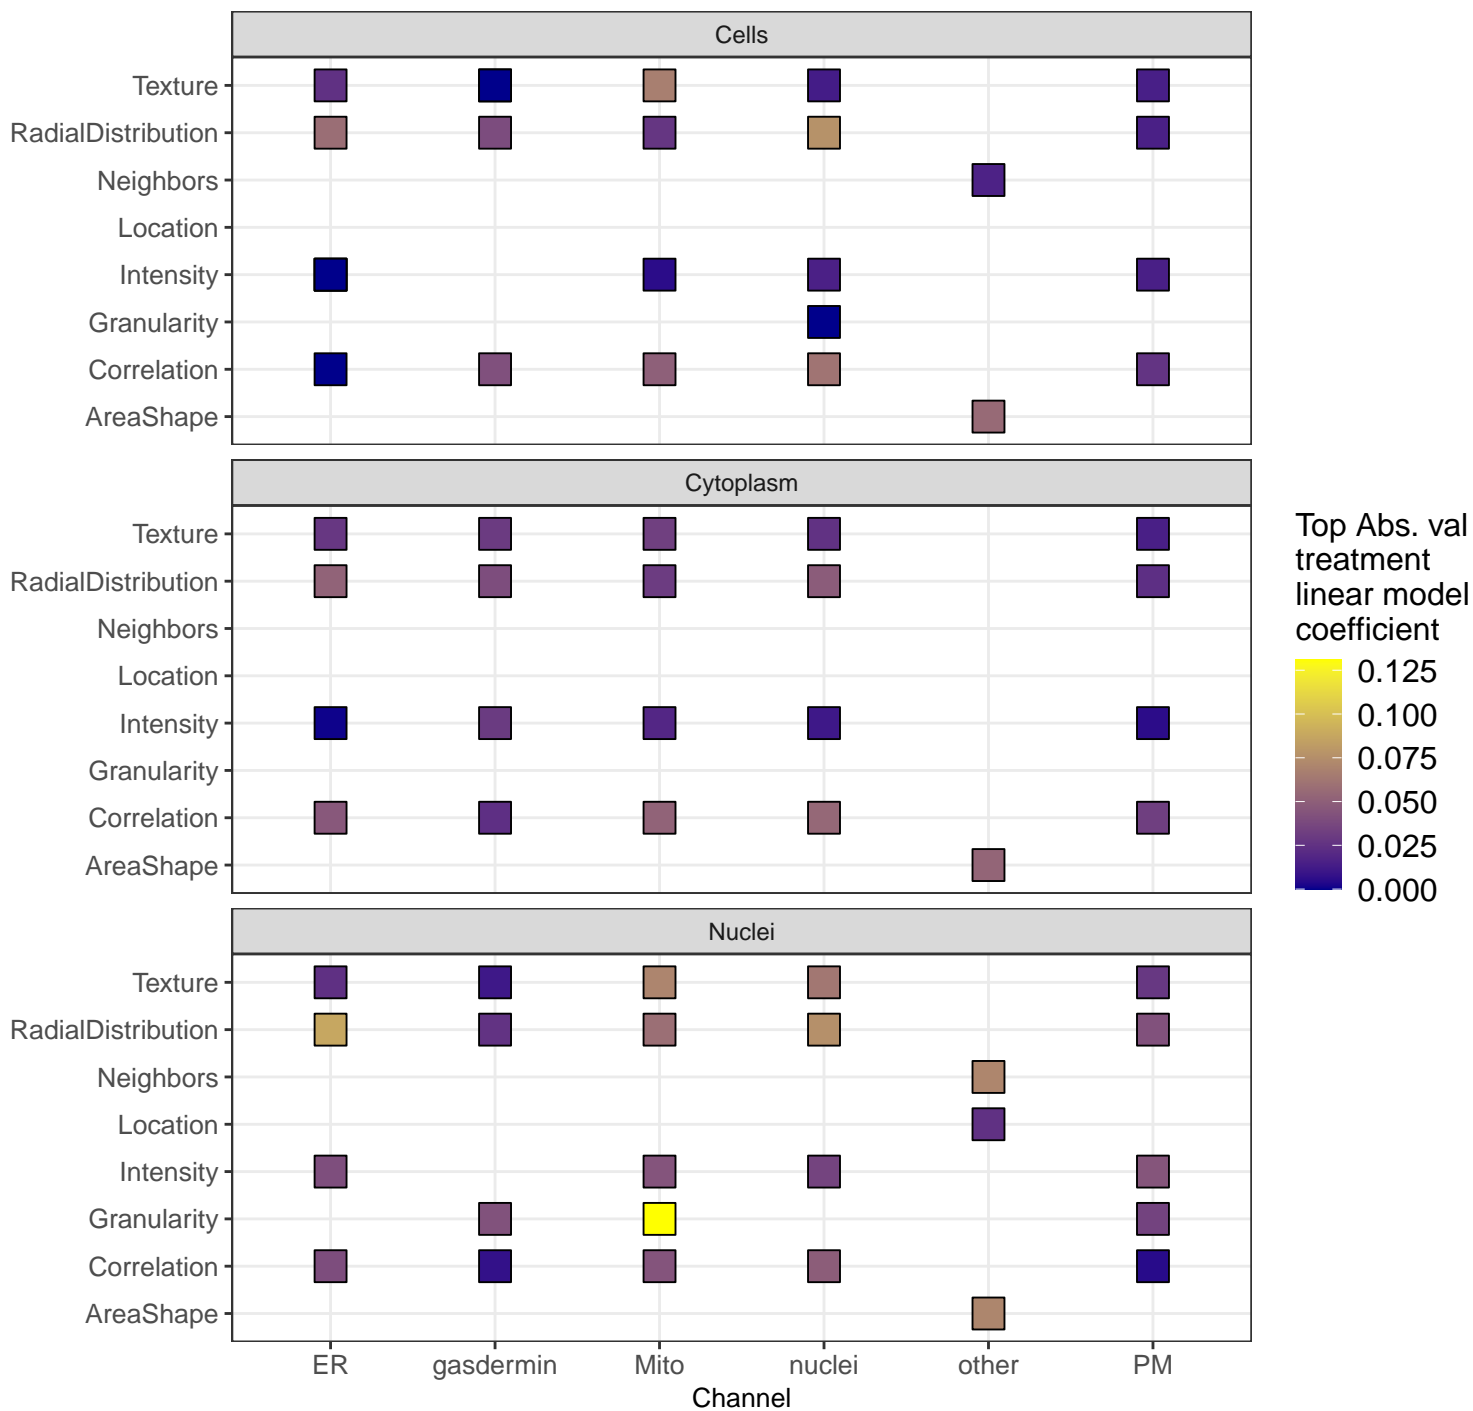 Cells
Texture
RadialDistribution
Neighbors
Location
Intensity
Granularity
Correlation
AreaShape
Cytoplasm
Texture
RadialDistribution
Neighbors
Location
Intensity
Granularity
Correlation
AreaShape
Nuclei
Texture
RadialDistribution
Neighbors
Location
Intensity
Granularity
Correlation
AreaShape
ER gasdermin Mito nuclei other PM
Channel
Top Abs. val
treatment
linear model
coefficient
0.125
0.100
0.075
0.050
0.025
0.000